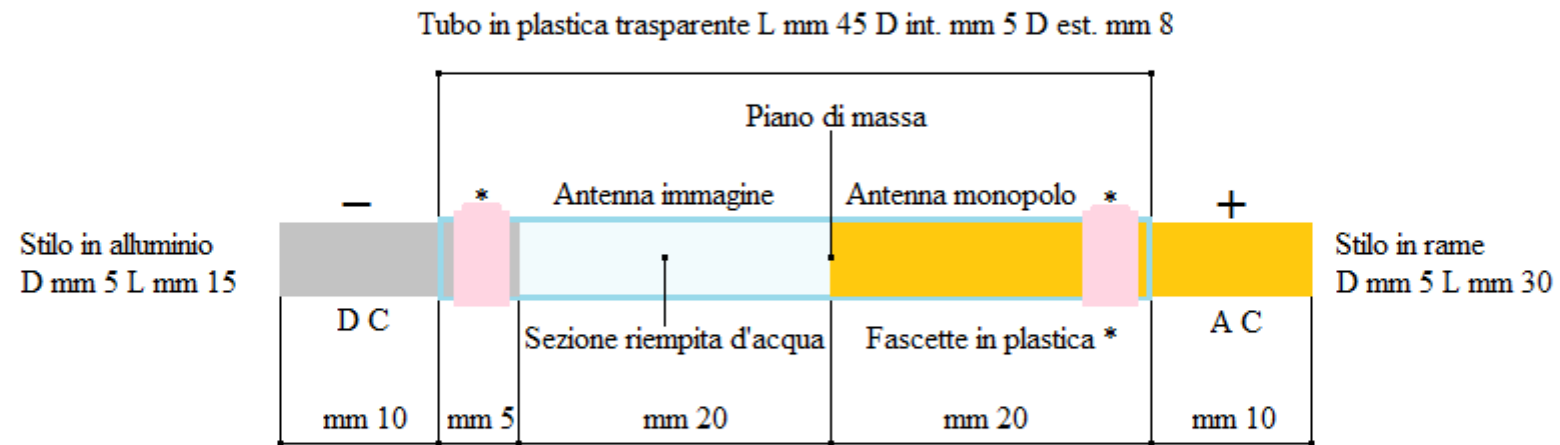 Tubo in plastica trasparente L mm 45 D int. mm 5 D est. mm 8
Piano di massa
− * Antenna immagine Antenna monopolo * +
Stilo in alluminio
D mm 5 L mm 15
Stilo in rame
D mm 5 L mm 30
D C
A C
Sezione riempita d'acqua
Fascette in plastica *
mm 10 mm 5 mm 20 mm 20 mm 10